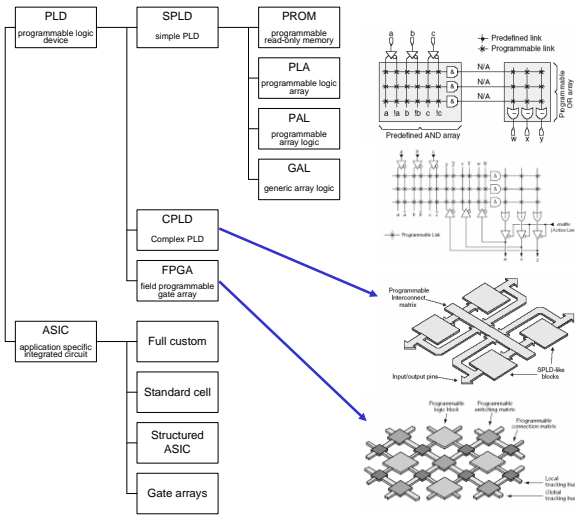 PLD
programmable logic
device
SPLD
simple PLD
PROM
programmable
read-only memory
PLA
programmable logic
array
PAL
programmable
array logic
GAL
generic array logic
CPLD
Complex PLD
FPGA
field programmable
gate array
ASIC
application specific
integrated circuit
Full custom
Standard cell
Structured
ASIC
Gate arrays
a b c
Predefined link
Programmable link
N/A
N/A
N/A
& & &
a !a b !b c !c
Predefined AND array
Programmable
OR array
w x y
& & &
Programmable Link
enable
(Active Low)
Programmable
Interconnect
matrix
Input/output pins
SPLD-like
blocks
Programmable
logic block
Programmable
switching matrix
Programmable
connection matrix
Local
Global